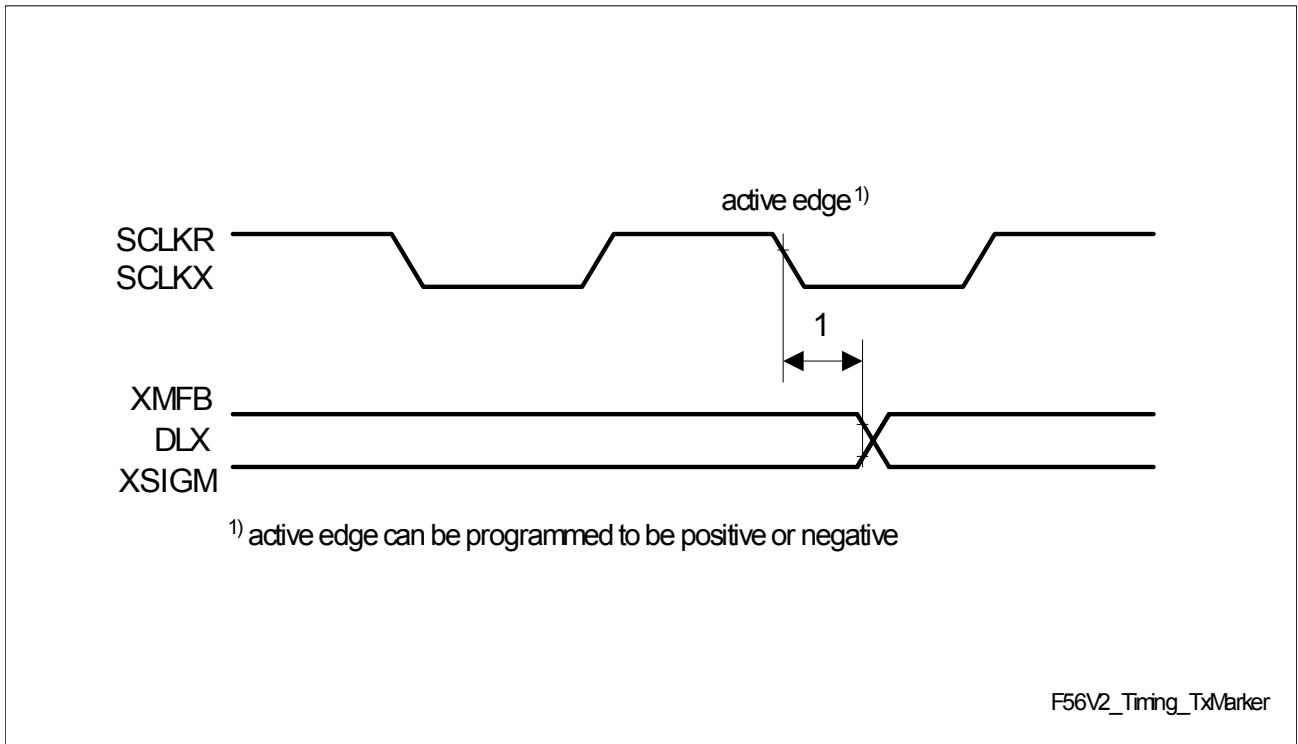 active edge 1)
SCLKR
SCLKX
1
XMFB
DLX
XSIGM
1) active edge can be programmed to be positive or negative
F56V2_Timing_TxMarker